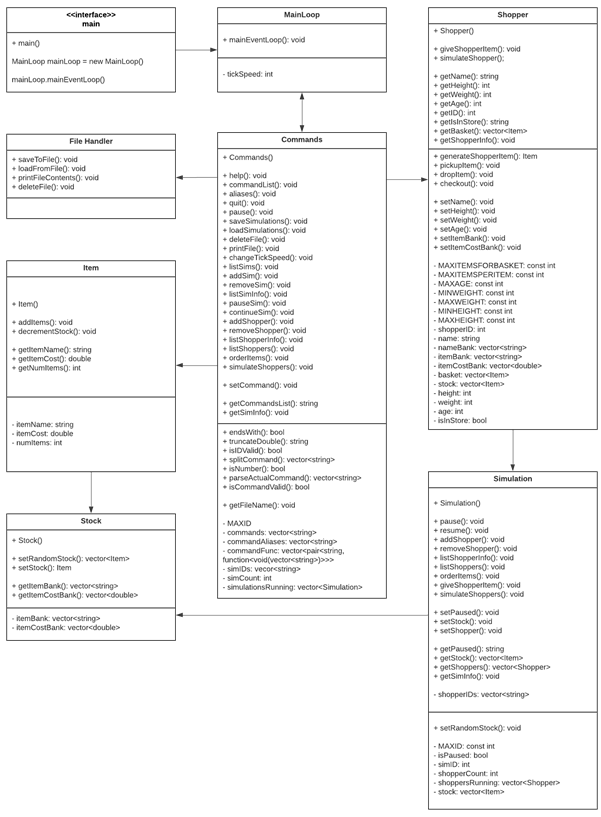 <<interface>>
main
+ main()
MainLoop mainLoop = new MainLoop()
mainLoop.mainEventLoop()
MainLoop
+ mainEventLoop(): void
- tickSpeed: int
Shopper
+ Shopper()
+ giveShopperItem(): void
+ simulateShopper();
+ getName(): string
+ getHeight(): int
+ getWeight(): int
+ getAge(): int
+ getID(): int
+ getIsInStore(): string
+ getBasket(): vector<Item>
+ getShopperInfo(): void
+ generateShopperItem(): Item
+ pickupItem(): void
+ dropItem(): void
+ checkout(): void
+ setName(): void
+ setHeight(): void
+ setWeight(): void
+ setAge(): void
+ setItemBank(): void
+ setItemCostBank(): void
- MAXITEMSFORBASKET: const int
- MAXITEMSPERITEM: const int
- MAXAGE: const int
- MINWEIGHT: const int
- MAXWEIGHT: const int
- MINHEIGHT: const int
- MAXHEIGHT: const int
- shopperID: int
- name: string
- nameBank: vector<string>
- itemBank: vector<string>
- itemCostBank: vector<double>
- basket: vector<Item>
- stock: vector<Item>
- height: int
- weight: int
- age: int
- isInStore: bool
File Handler
+ saveToFile(): void
+ loadFromFile(): void
+ printFileContents(): void
+ deleteFile(): void
Commands
+ Commands()
+ help(): void
+ commandList(): void
+ aliases(): void
+ quit(): void
+ pause(): void
+ saveSimulations(): void
+ loadSimulations(): void
+ deleteFile(): void
+ printFile(): void
+ changeTickSpeed(): void
+ listSims(): void
+ addSim(): void
+ removeSim(): void
+ listSimInfo(): void
+ pauseSim(): void
+ continueSim(): void
+ addShopper(): void
+ removeShopper(): void
+ listShopperInfo(): void
+ listShoppers(): void
+ orderItems(): void
+ simulateShoppers(): void
+ setCommand(): void
+ getCommandsList(): string
+ getSimInfo(): void
+ endsWith(): bool
+ truncateDouble(): string
+ isIDValid(): bool
+ splitCommand(): vector<string>
+ isNumber(): bool
+ parseActualCommand(): vector<string>
+ isCommandValid(): bool
+ getFileName(): void
- MAXID
- commands: vector<string>
- commandAliases: vector<string>
- commandFunc: vector<pair<string,
function<void(vector<string)>>>
- simIDs: vecor<string>
- simCount: int
- simulationsRunning: vector<Simulation>
Item
+ Item()
+ addItems(): void
+ decrementStock(): void
+ getItemName(): string
+ getItemCost(): double
+ getNumItems(): int
- itemName: string
- itemCost: double
- numItems: int
Stock
+ Stock()
+ setRandomStock(): vector<Item>
+ setStock(): Item
+ getItemBank(): vector<string>
+ getItemCostBank(): vector<double>
- itemBank: vector<string>
- itemCostBank: vector<double>
Simulation
+ Simulation()
+ pause(): void
+ resume(): void
+ addShopper(): void
+ removeShopper(): void
+ listShopperInfo(): void
+ listShoppers(): void
+ orderItems(): void
+ giveShopperItem(): void
+ simulateShoppers(): void
+ setPaused(): void
+ setStock(): void
+ setShopper(): void
+ getPaused(): string
+ getStock(): vector<Item>
+ getShoppers(): vector<Shopper>
+ getSimInfo(): void
- shopperIDs: vector<string>
+ setRandomStock(): void
- MAXID: const int
- isPaused: bool
- simID: int
- shopperCount: int
- shoppersRunning: vector<Shopper>
- stock: vector<Item>